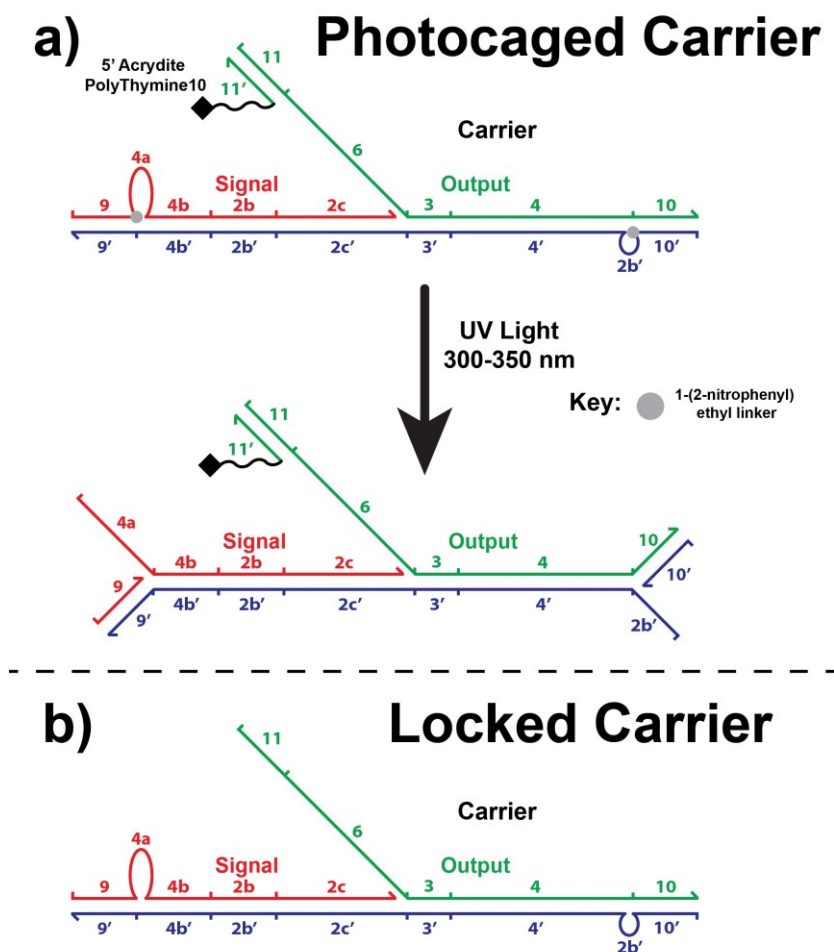 a) Photocaged Carrier
5' Acrydite
PolyThymine10
11
11'
6
Carrier
4a
Signal
Output
9 4b 2b 2c 3 4 10
9' 4b' 2b' 2c' 3' 4' 10'
2b'
UV Light
300-350 nm
Key: 1-(2-nitrophenyl)
ethyl linker
11
11'
6
4a
Signal
Output
10
4b 2b 2c 3 4
9
10'
9' 4b' 2b' 2c' 3' 4' 2b'
b) Locked Carrier
11
6
Carrier
4a
Signal
Output
9 4b 2b 2c 3 4 10
9' 4b' 2b' 2c' 3' 4' 10'
2b'